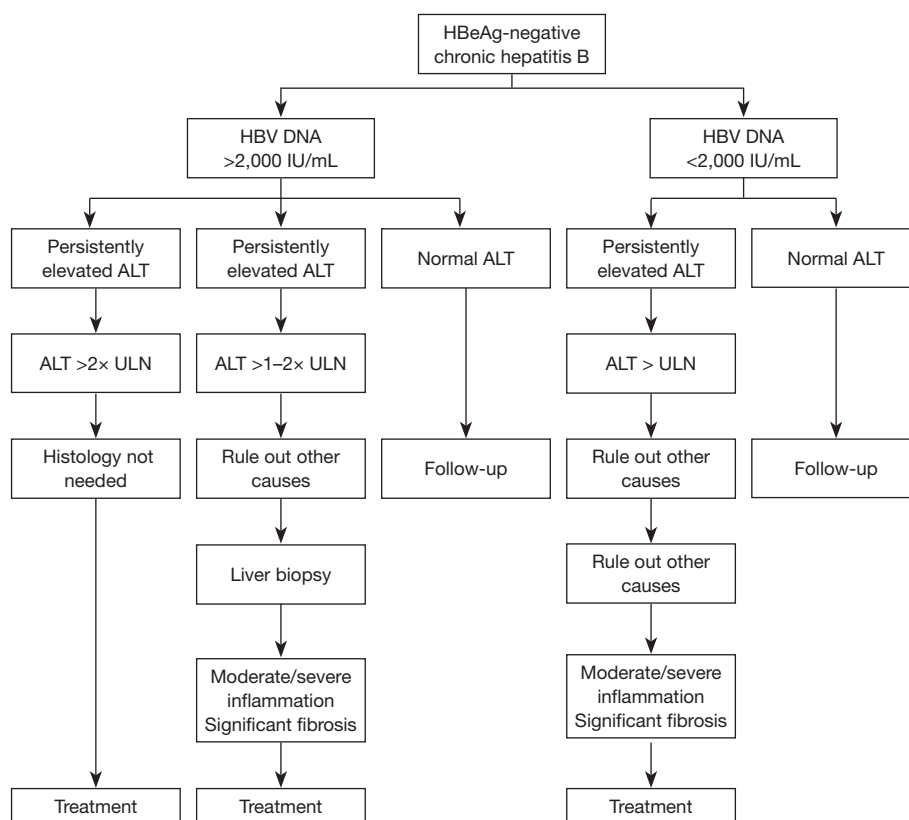 HBeAg-negative
chronic hepatitis B
HBV DNA
>2,000 IU/mL
HBV DNA
<2,000 IU/mL
Persistently
elevated ALT
Persistently
elevated ALT
Normal ALT
Persistently
elevated ALT
Normal ALT
ALT >2× ULN
ALT >1–2× ULN
ALT > ULN
Histology not
needed
Rule out other
causes
Follow-up
Rule out other
causes
Follow-up
Liver biopsy
Rule out other
causes
Moderate/severe
inflammation
Significant fibrosis
Moderate/severe
inflammation
Significant fibrosis
Treatment
Treatment
Treatment